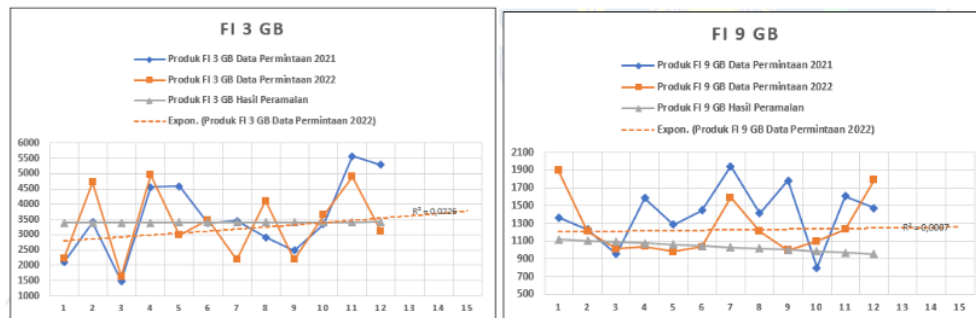 FI 3 GB
Produk FI 3 GB Data Permintaan 2021
Produk FI 3 GB Data Permintaan 2022
Produk FI 3 GB Hasil Peramalan
Expon. (Produk FI 3 GB Data Permintaan 2022)
6000
5500
5000
4500
4000
3500
3000
2500
2000
1500
1000
R² = 0,0226
1 2 3 4 5 6 7 8 9 10 11 12 13 14 15
FI 9 GB
Produk FI 9 GB Data Permintaan 2021
Produk FI 9 GB Data Permintaan 2022
Produk FI 9 GB Hasil Peramalan
Expon. (Produk FI 9 GB Data Permintaan 2022)
2100
1900
1700
1500
1300
1100
900
700
500
R² = 0,0007
1 2 3 4 5 6 7 8 9 10 11 12 13 14 15